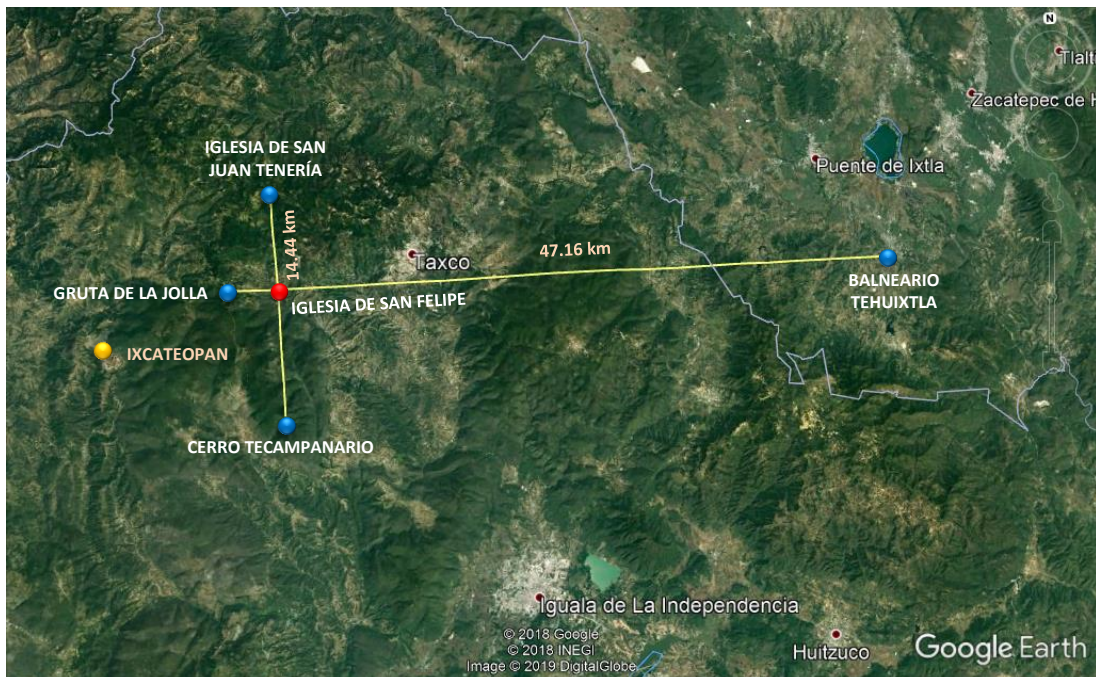 N
Tlalti
Zacatepec de H
IGLESIA DE SAN
JUAN TENERÍA
Puente de Ixtla
14.44 km
47.16 km
Taxco
BALNEARIO
TEHUIXTLA
GRUTA DE LA JOLLA
IGLESIA DE SAN FELIPE
IXCATEOPAN
CERRO TECAMPANARIO
Iguala de La Independencia
© 2018 Google
© 2018 INEGI
Image © 2019 DigitalGlobe
Huitzuco
Google Earth